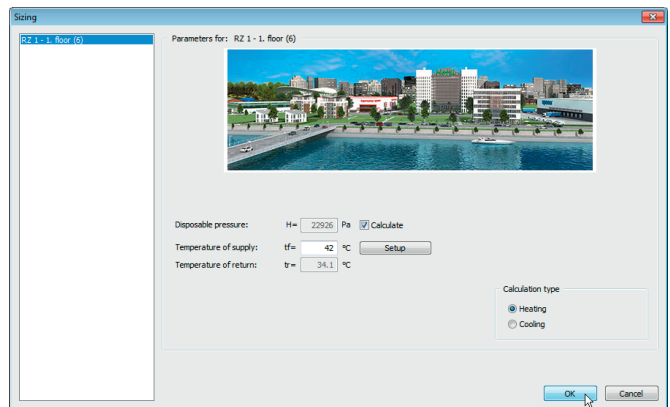 Sizing
RZ 1 - 1. floor (6)
Parameters for: RZ 1 - 1. floor (6)
Disposable pressure: H= 22926 Pa Calculate
Temperature of supply: tf= 42 °C Setup
Temperature of return: tr= 34.1 °C
Calculation type
Heating
Cooling
OK Cancel